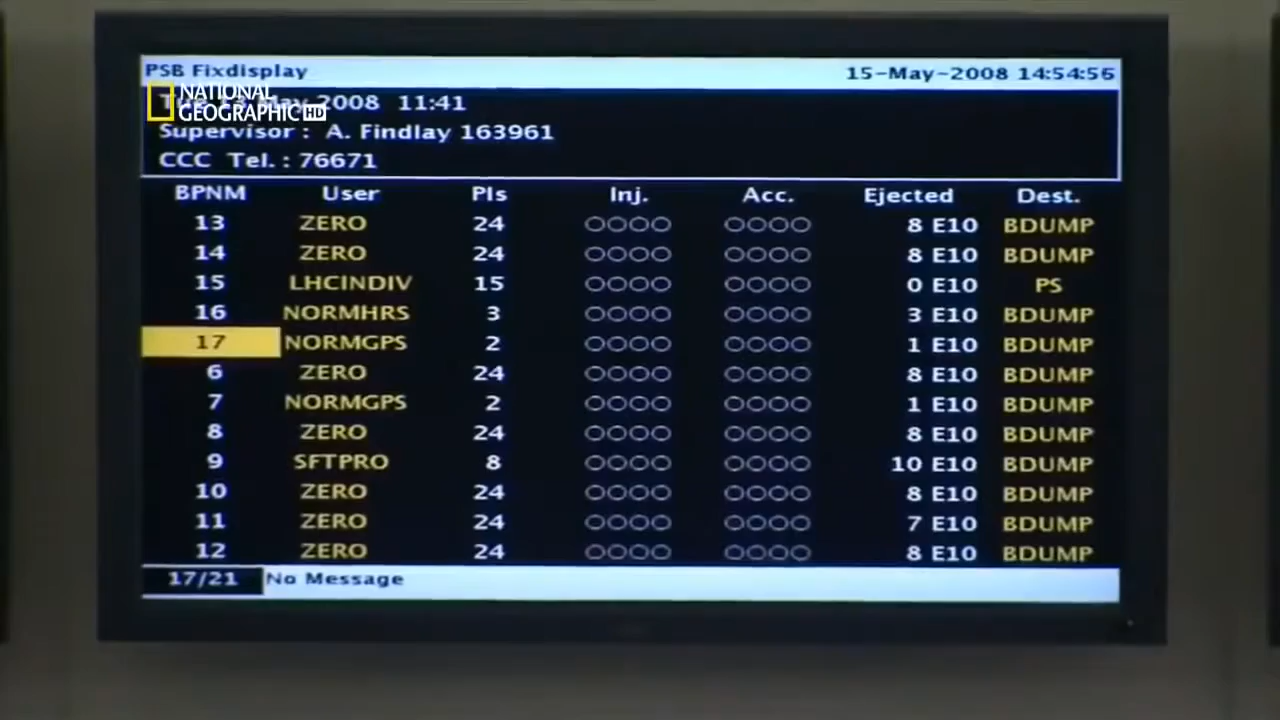 PSB Fixdisplay 15-May-2008 14:54:56
NATIONAL
GEOGRAPHIC HD
May 2008 11:41
Supervisor : A. Findlay 163961
CCC Tel. : 76671
BPNM User Pls Inj. Acc. Ejected Dest.
13 ZERO 24 ○○○○ ○○○○ 8 E10 BDUMP
14 ZERO 24 ○○○○ ○○○○ 8 E10 BDUMP
15 LHCINDIV 15 ○○○○ ○○○○ 0 E10 PS
16 NORMHRS 3 ○○○○ ○○○○ 3 E10 BDUMP
17 NORMGPS 2 ○○○○ ○○○○ 1 E10 BDUMP
6 ZERO 24 ○○○○ ○○○○ 8 E10 BDUMP
7 NORMGPS 2 ○○○○ ○○○○ 1 E10 BDUMP
8 ZERO 24 ○○○○ ○○○○ 8 E10 BDUMP
9 SFTPRO 8 ○○○○ ○○○○ 10 E10 BDUMP
10 ZERO 24 ○○○○ ○○○○ 8 E10 BDUMP
11 ZERO 24 ○○○○ ○○○○ 7 E10 BDUMP
12 ZERO 24 ○○○○ ○○○○ 8 E10 BDUMP
17/21 No Message